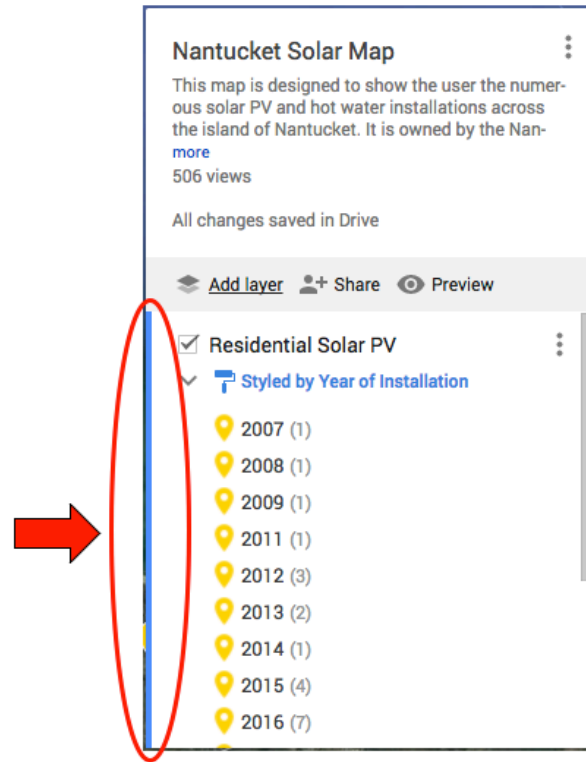 Nantucket Solar Map
This map is designed to show the user the numer-
ous solar PV and hot water installations across
the island of Nantucket. It is owned by the Nan-
more
506 views
All changes saved in Drive
Add layer Share Preview
Residential Solar PV
Styled by Year of Installation
2007 (1)
2008 (1)
2009 (1)
2011 (1)
2012 (3)
2013 (2)
2014 (1)
2015 (4)
2016 (7)